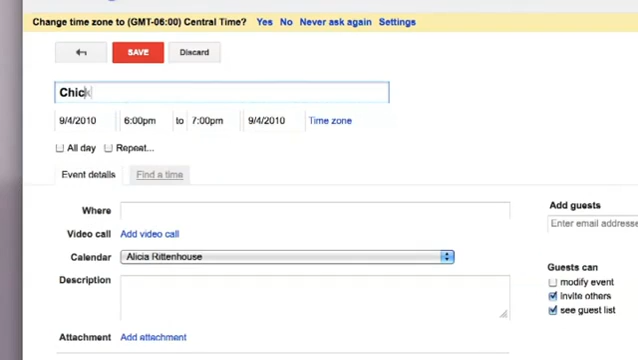 Change time zone to (GMT-06:00) Central Time? Yes No Never ask again Settings
SAVE Discard
Chick
9/4/2010 6:00pm to 7:00pm 9/4/2010 Time zone
All day Repeat...
Event details Find a time
Where
Add guests
Enter email addresse
Video call Add video call
Calendar Alicia Rittenhouse
Guests can
Description
modify event
invite others
see guest list
Attachment Add attachment